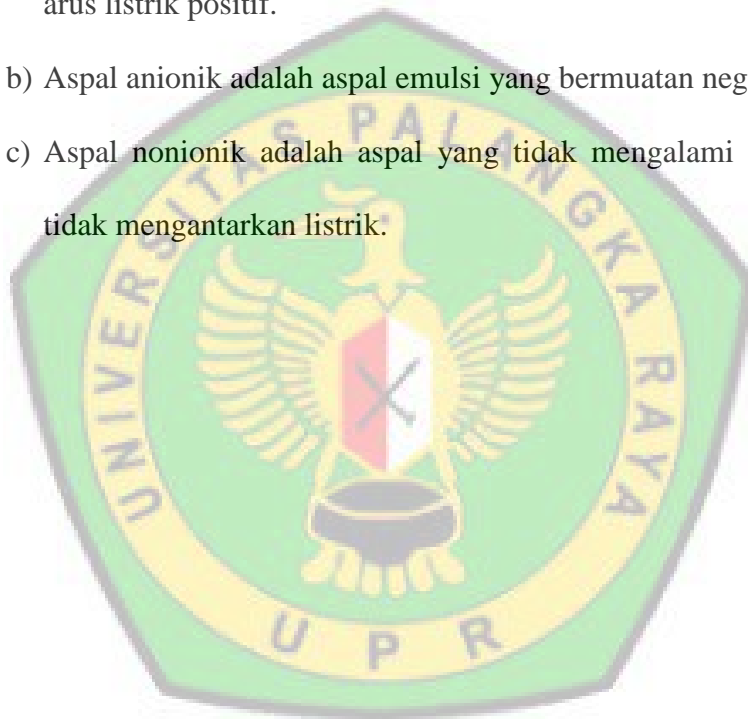 arus listrik positif.
b) Aspal anionik adalah aspal emulsi yang bermuatan neg
c) Aspal nonionik adalah aspal yang tidak mengalami
tidak mengantarkan listrik.
UNIVERSITAS PALANGKA RAYA
UPR